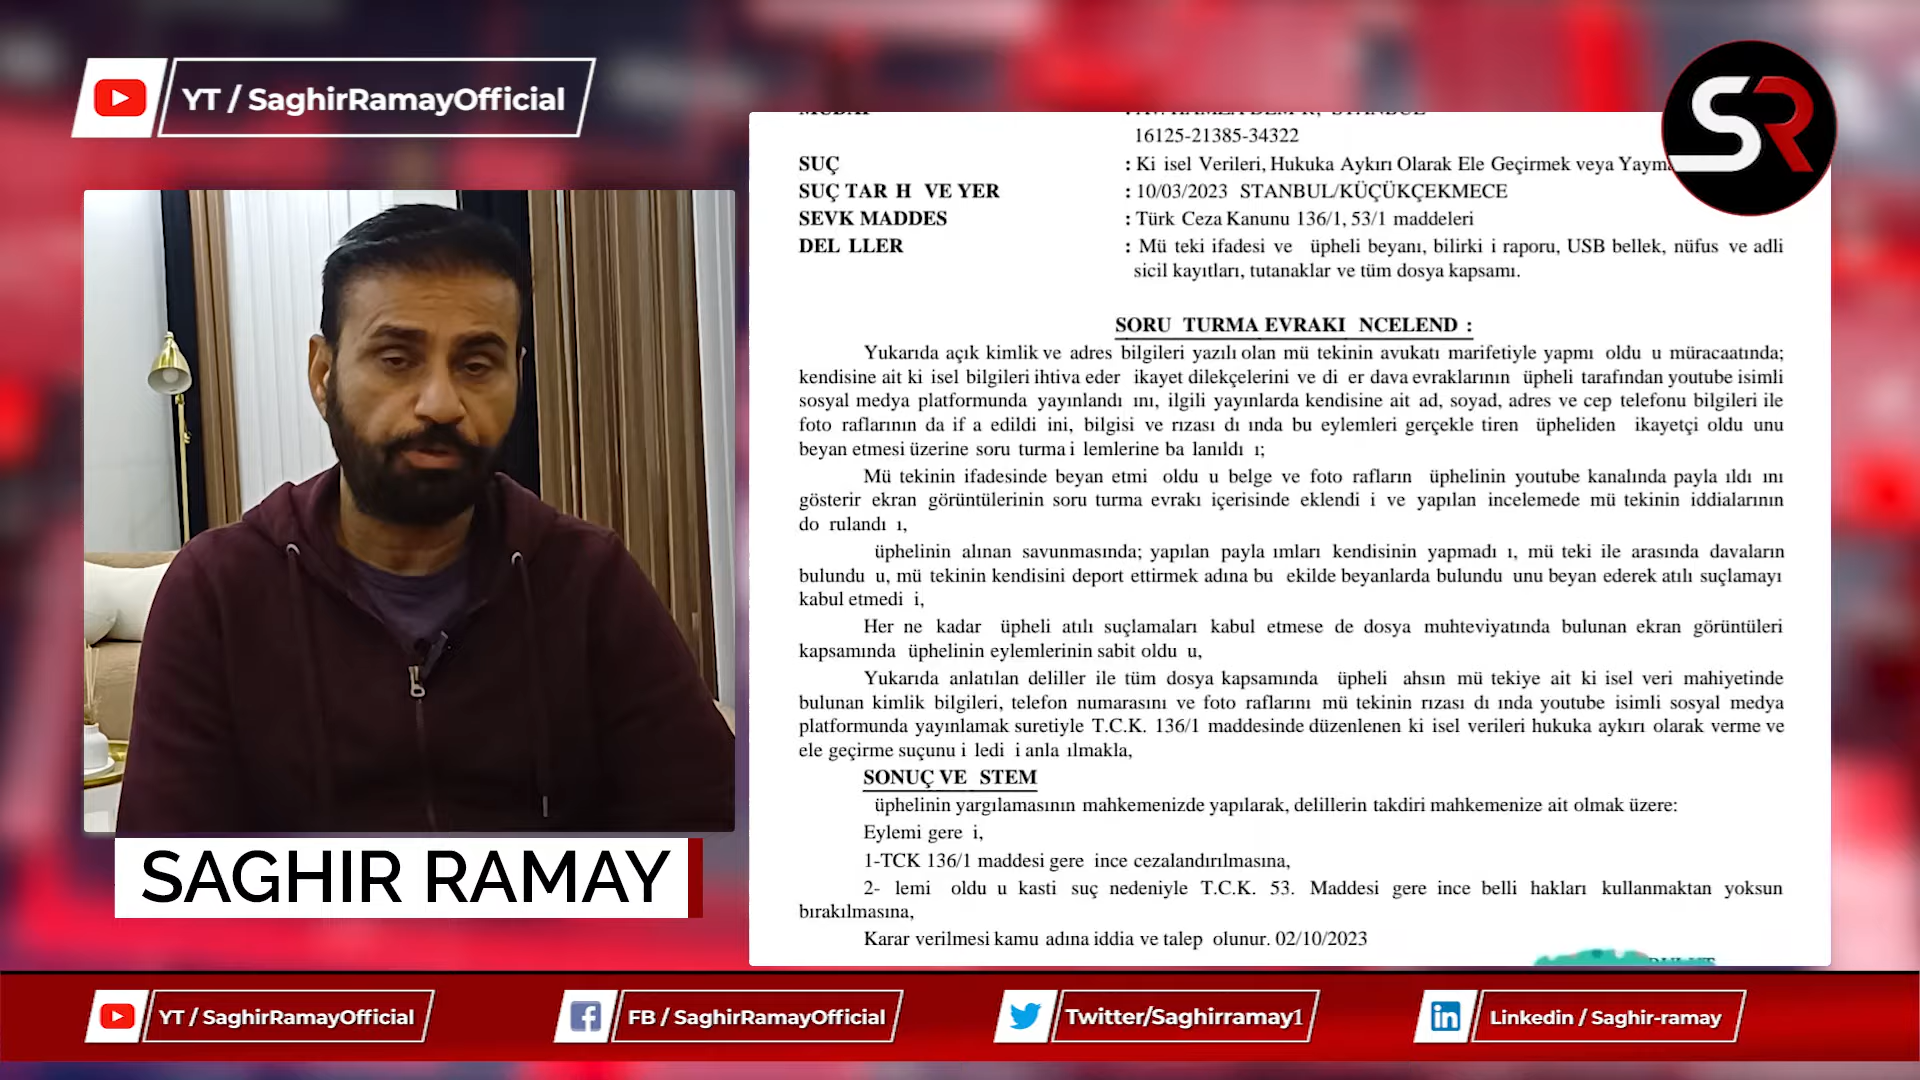 YT / SaghirRamayOfficial
SR
16125-21385-34322
SUÇ : Ki isel Verileri, Hukuka Aykırı Olarak Ele Geçirmek veya
SUÇ TAR H VE YER : 10/03/2023 STANBUL/KÜÇÜKÇEKMECE
SEVK MADDES : Türk Ceza Kanunu 136/1, 53/1 maddeleri
DEL LLER : Mü teki ifadesi ve üpheli beyanı, bilirki i raporu, USB bellek, nüfus ve adli
sicil kayıtları, tutanaklar ve tüm dosya kapsamı.
SORU TURMA EVRAKI NCELEND :
Yukarıda açık kimlik ve adres bilgileri yazılı olan mü tekinin avukatı marifetiyle yapmı oldu u müracaatında;
kendisine ait ki isel bilgileri ihtiva eder ikayet dilekçelerini ve di er dava evraklarının üpheli tarafından youtube isimli
sosyal medya platformunda yayınlandı ını, ilgili yayınlarda kendisine ait ad, soyad, adres ve cep telefonu bilgileri ile
foto raflarının da if a edildi ini, bilgisi ve rızası dı ında bu eylemleri gerçekle tiren üpheliden ikayetçi oldu unu
beyan etmesi üzerine soru turma i lemlerine ba lanıldı ı;
Mü tekinin ifadesinde beyan etmi oldu u belge ve foto rafların üphelinin youtube kanalında payla ıldı ını
gösterir ekran görüntülerinin soru turma evrakı içerisinde eklendi i ve yapılan incelemede mü tekinin iddialarının
do rulandı ı,
üphelinin alınan savunmasında; yapılan payla ımları kendisinin yapmadı ı, mü teki ile arasında davaların
bulundu u, mü tekinin kendisini deport ettirmek adına bu ekilde beyanlarda bulundu unu beyan ederek atılı suçlamayı
kabul etmedi i,
Her ne kadar üpheli atılı suçlamaları kabul etmese de dosya muhteviyatında bulunan ekran görüntüleri
kapsamında üphelinin eylemlerinin sabit oldu u,
Yukarıda anlatılan deliller ile tüm dosya kapsamında üpheli ahsın mü tekiye ait ki isel veri mahiyetinde
bulunan kimlik bilgileri, telefon numarasını ve foto raflarını mü tekinin rızası dı ında youtube isimli sosyal medya
platformunda yayınlamak suretiyle T.C.K. 136/1 maddesinde düzenlenen ki isel verileri hukuka aykırı olarak verme ve
ele geçirme suçunu i ledi i anla ılmakla,
SONUÇ VE STEM
üphelinin yargılamasının mahkemenizde yapılarak, delillerin takdiri mahkemenize ait olmak üzere:
Eylemi gere i,
1-TCK 136/1 maddesi gere ince cezalandırılmasına,
2- lemi oldu u kasti suç nedeniyle T.C.K. 53. Maddesi gere ince belli hakları kullanmaktan yoksun
bırakılmasına,
Karar verilmesi kamu adına iddia ve talep olunur. 02/10/2023
SAGHIR RAMAY
YT / SaghirRamayOfficial
FB / SaghirRamayOfficial
Twitter/Saghirramay1
Linkedin / Saghir-ramay